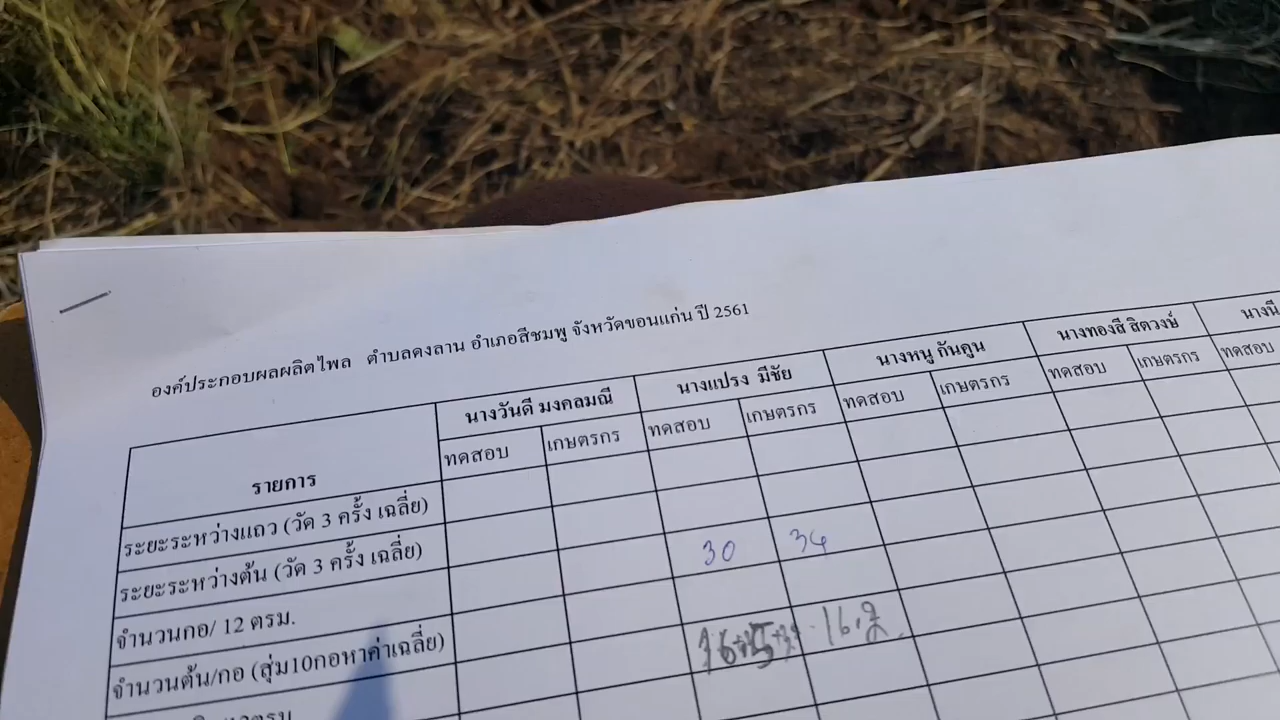 องค์ประกอบผลผลิตไพล ตำบลดงลาน อำเภอสีชมพู จังหวัดขอนแก่น ปี 2561
รายการ นางวันดี มงคลมณี นางแปรง มีชัย นางหนู กันคูน นางทองสี สิตวงษ์
ทดสอบ เกษตรกร ทดสอบ เกษตรกร ทดสอบ เกษตรกร ทดสอบ เกษตรกร ทดสอบ
ระยะระหว่างแถว (วัด 3 ครั้ง เฉลี่ย)
ระยะระหว่างต้น (วัด 3 ครั้ง เฉลี่ย)
จำนวนกอ/ 12 ตรม. 30 34
จำนวนต้น/กอ (สุ่ม10กอหาค่าเฉลี่ย)